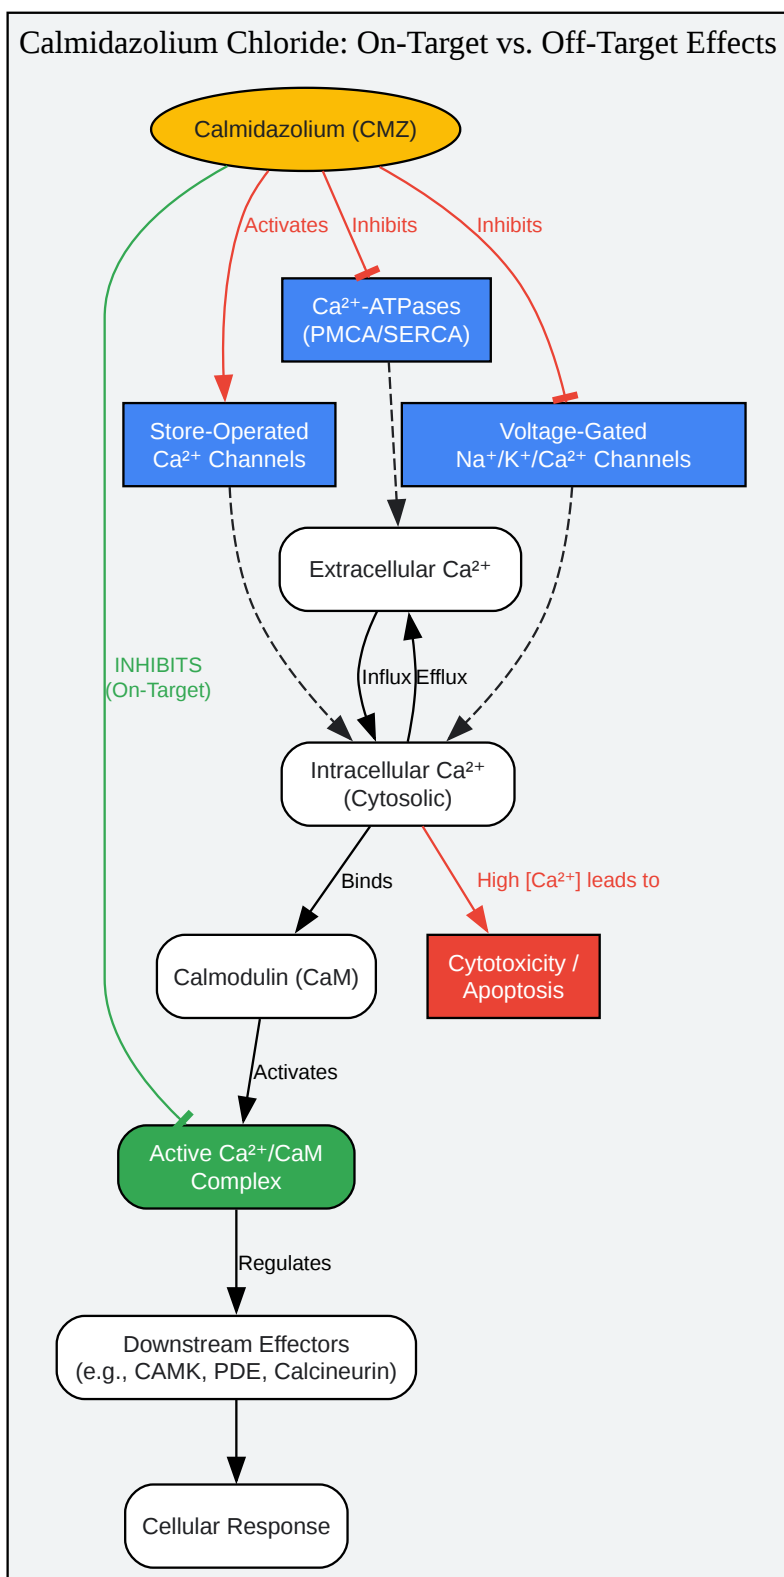 Calmidazolium Chloride: On-Target vs. Off-Target Effects
Calmidazolium (CMZ)
Activates
Inhibits
Inhibits
Ca²⁺-ATPases
(PMCA/SERCA)
Store-Operated
Ca²⁺ Channels
Voltage-Gated
Na⁺/K⁺/Ca²⁺ Channels
Extracellular Ca²⁺
INHIBITS
(On-Target)
Influx
Efflux
Intracellular Ca²⁺
(Cytosolic)
Binds
High [Ca²⁺] leads to
Calmodulin (CaM)
Cytotoxicity /
Apoptosis
Activates
Active Ca²⁺/CaM
Complex
Regulates
Downstream Effectors
(e.g., CAMK, PDE, Calcineurin)
Cellular Response